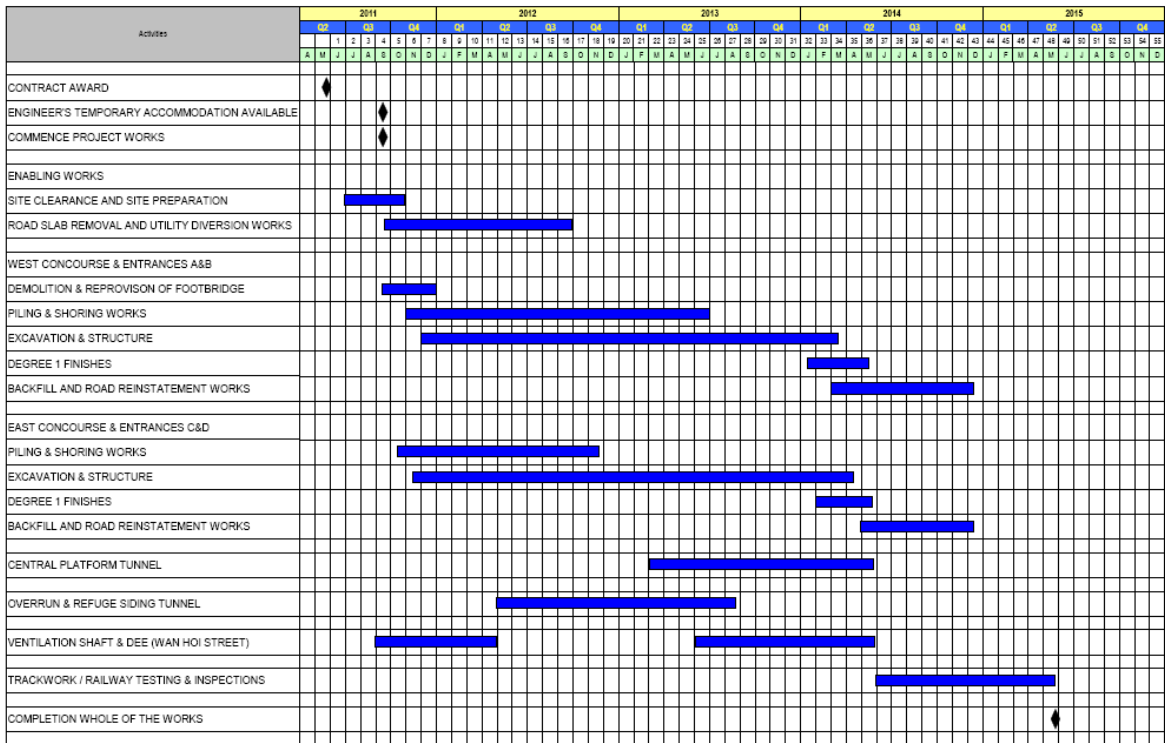 Activities
2011 2012 2013 2014 2015
Q2 Q3 Q4 Q1 Q2 Q3 Q4 Q1 Q2 Q3 Q4 Q1 Q2 Q3 Q4 Q1 Q2 Q3 Q4
1 2 3 4 5 6 7 8 9 10 11 12 13 14 15 16 17 18 19 20 21 22 23 24 25 26 27 28 29 30 31 32 33 34 35 36 37 38 39 40 41 42 43 44 45 46 47 48 49 50 51 52 53 54 55
A M J J A S O N D J F M A M J J A S O N D J F M A M J J A S O N D J F M A M J J A S O N D J F M A M J J A S O N D
CONTRACT AWARD
ENGINEER'S TEMPORARY ACCOMMODATION AVAILABLE
COMMENCE PROJECT WORKS
ENABLING WORKS
SITE CLEARANCE AND SITE PREPARATION
ROAD SLAB REMOVAL AND UTILITY DIVERSION WORKS
WEST CONCOURSE & ENTRANCES A&B
DEMOLITION & REPROVISON OF FOOTBRIDGE
PILING & SHORING WORKS
EXCAVATION & STRUCTURE
DEGREE 1 FINISHES
BACKFILL AND ROAD REINSTATEMENT WORKS
EAST CONCOURSE & ENTRANCES C&D
PILING & SHORING WORKS
EXCAVATION & STRUCTURE
DEGREE 1 FINISHES
BACKFILL AND ROAD REINSTATEMENT WORKS
CENTRAL PLATFORM TUNNEL
OVERRUN & REFUGE SIDING TUNNEL
VENTILATION SHAFT & DEE (WAN HOI STREET)
TRACKWORK / RAILWAY TESTING & INSPECTIONS
COMPLETION WHOLE OF THE WORKS